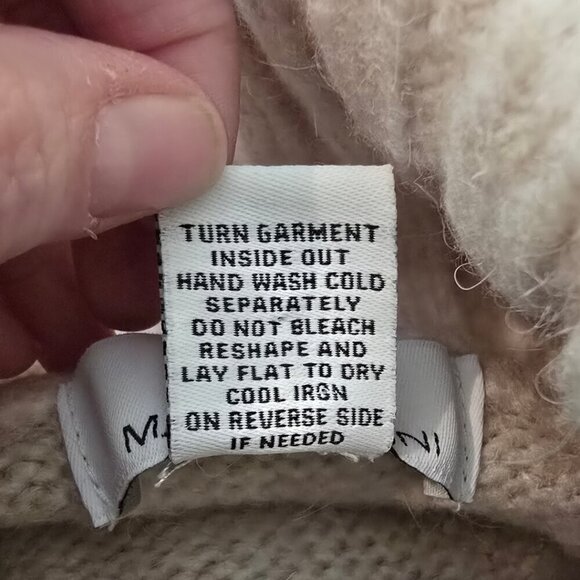 TURN GARMENT
INSIDE OUT
HAND WASH COLD
SEPARATELY
DO NOT BLEACH
RESHAPE AND
LAY FLAT TO DRY
COOL IRON
ON REVERSE SIDE
IF NEEDED